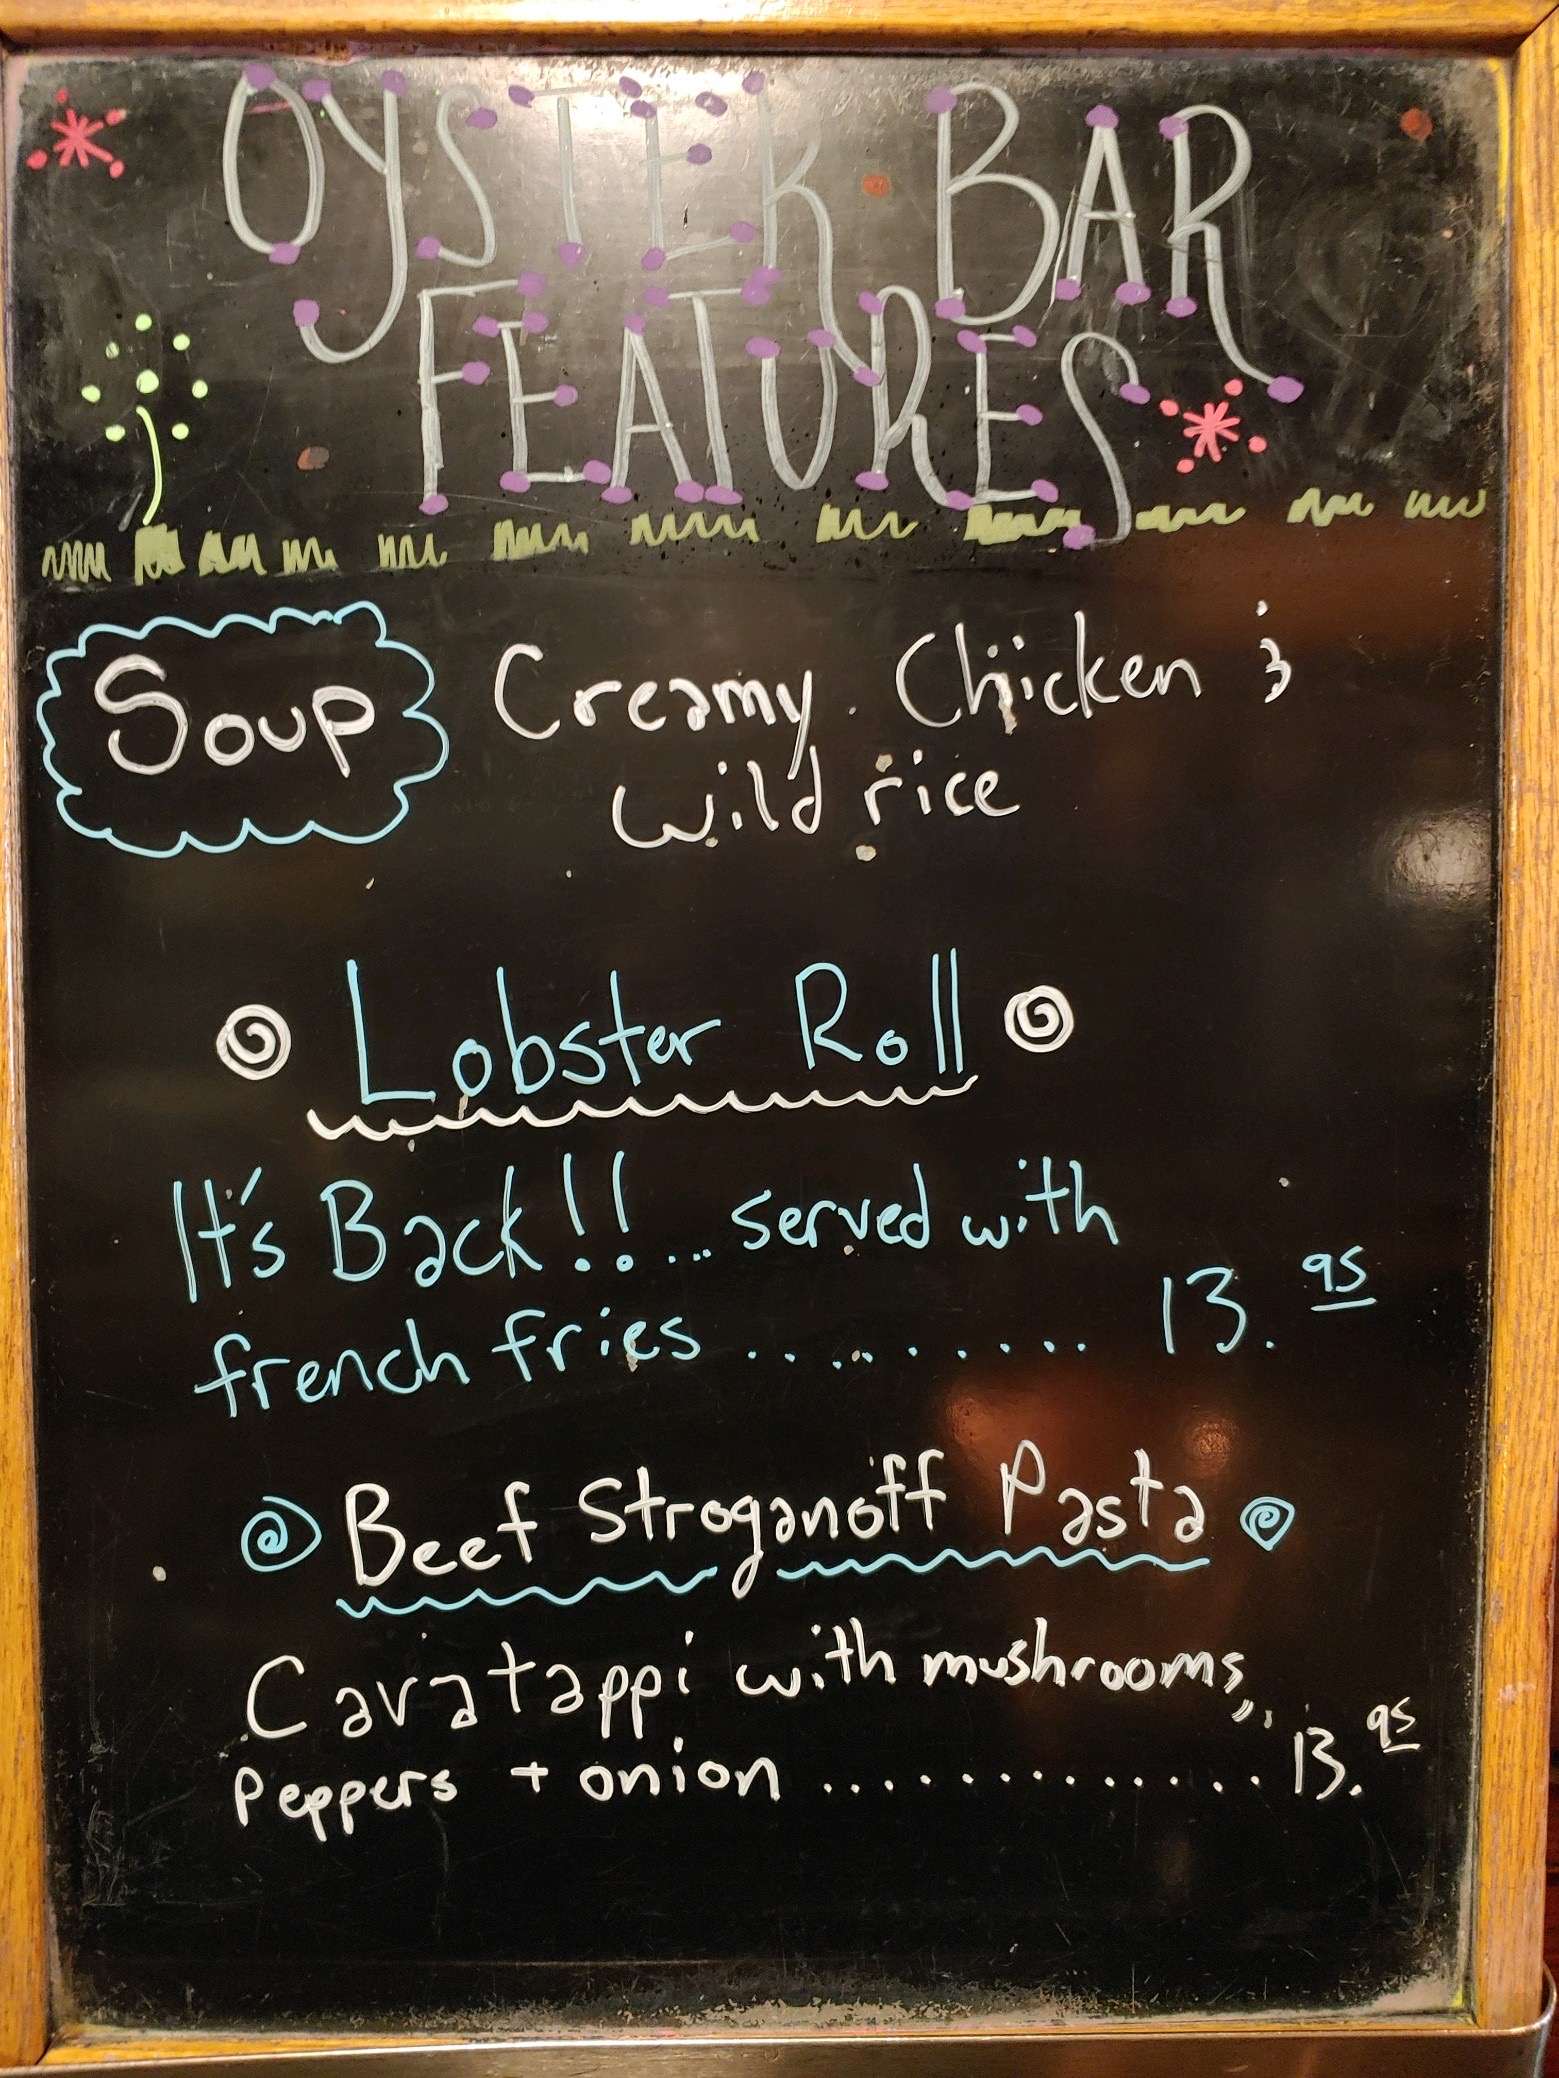 OYSTER BAR
FEATURES
Soup Creamy Chicken &
wild rice
Lobster Roll
It's Back!!... served with
french fries .......... 13.95
Beef Stroganoff Pasta
Cavatappi with mushrooms,
peppers + onion .............. 13.95